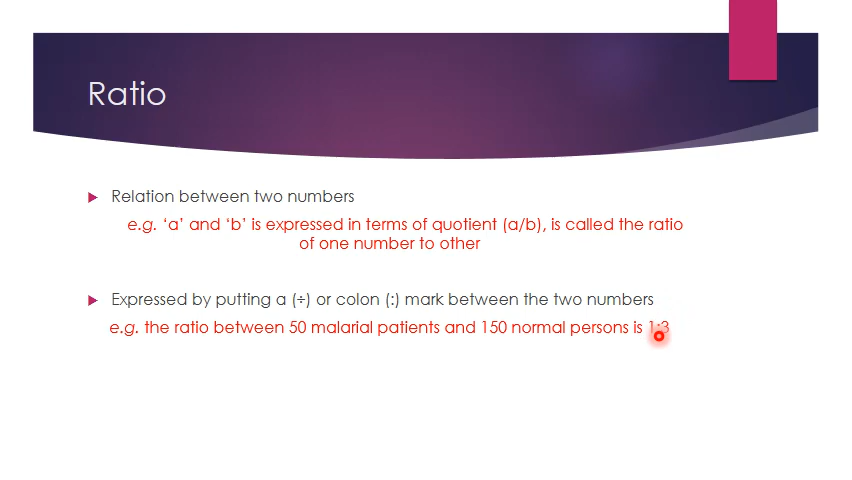 Ratio
Relation between two numbers
e.g. ‘a’ and ‘b’ is expressed in terms of quotient (a/b), is called the ratio
of one number to other
Expressed by putting a (÷) or colon (:) mark between the two numbers
e.g. the ratio between 50 malarial patients and 150 normal persons is 1:3